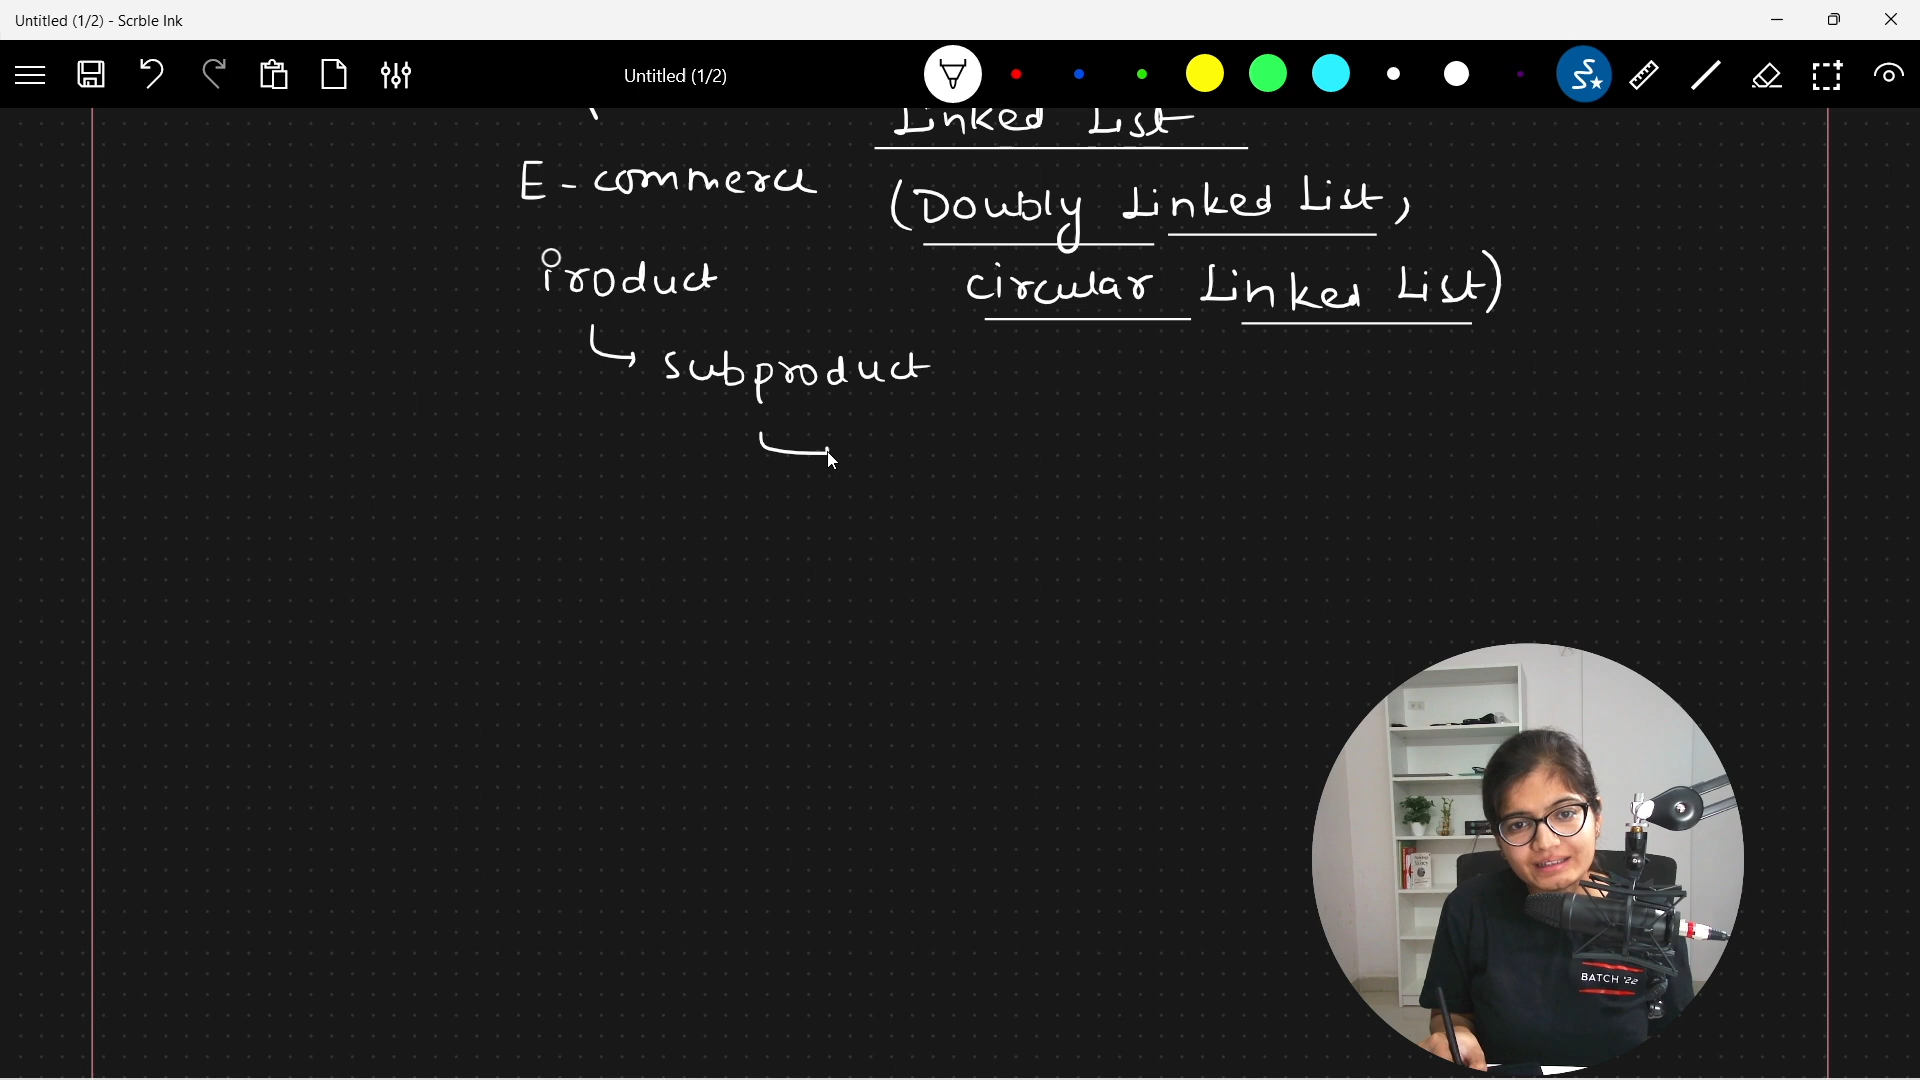 Untitled (1/2) - Scrble Ink
Untitled (1/2)
Linked List
E - commerce
(Doubly Linked List,
Product
circular Linked List)
subproduct
BATCH '22